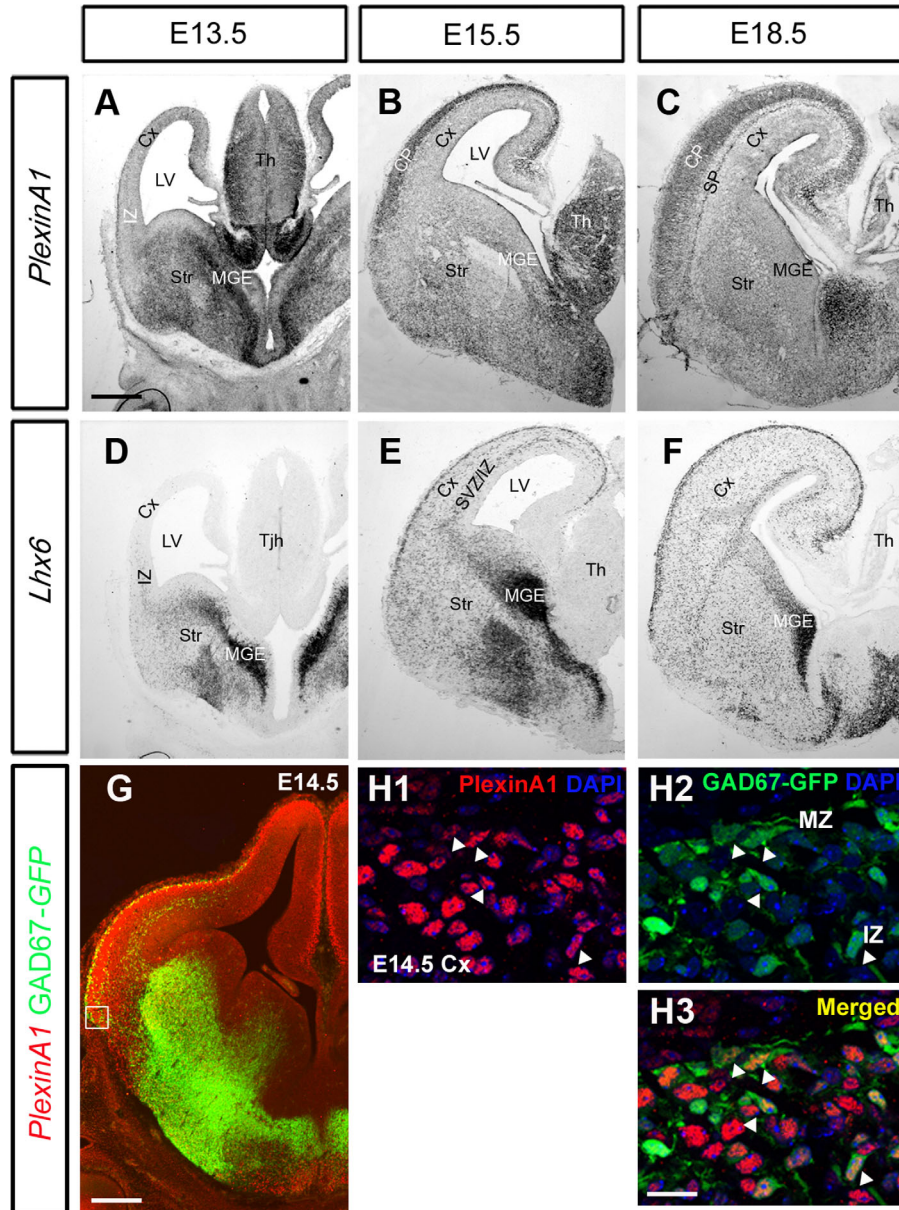 E13.5
E15.5
E18.5
PlexinA1
A
Cx
Th
LV
IZ
Str
MGE
B
Cx
CP
LV
Th
MGE
Str
C
Cx
CP
SP
Th
MGE
Str
Lhx6
D
Cx
LV
Tjh
IZ
Str
MGE
E
Cx
SVZ/IZ
LV
Th
MGE
Str
F
Cx
Th
MGE
Str
PlexinA1 GAD67-GFP
G
E14.5
H1
PlexinA1 DAPI
E14.5 Cx
H2
GAD67-GFP DAPI
MZ
IZ
H3
Merged